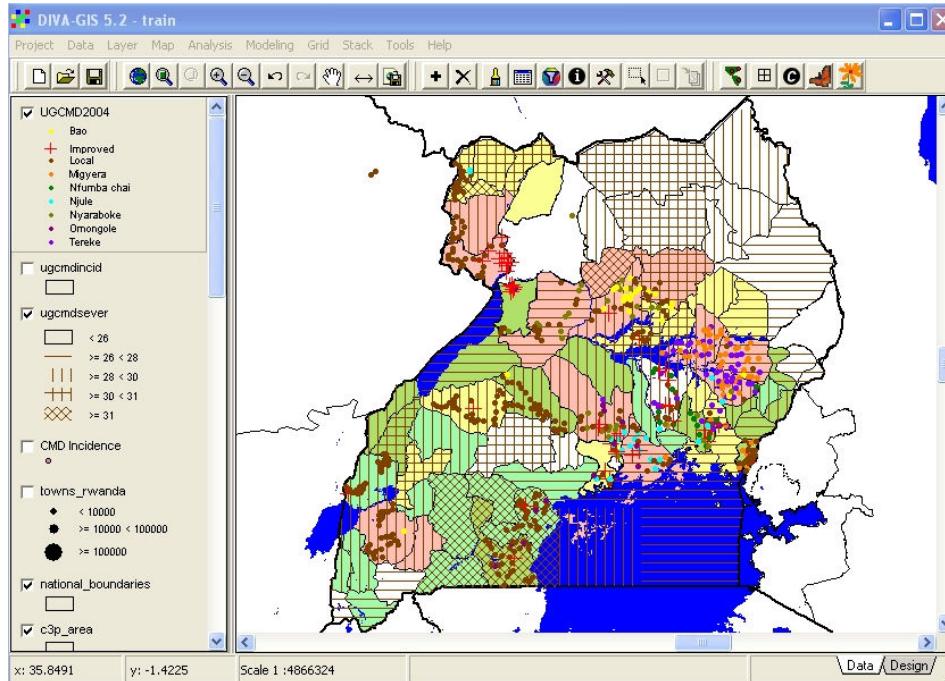 DIVA-GIS 5.2 - train
Project Data Layer Map Analysis Modeling Grid Stack Tools Help
UGCMD2004
Bao
Improved
Local
Migyera
Nfumba chai
Njule
Nyaraboke
Omongole
Tereke
ugcmdincid
ugcmdsever
< 26
>= 26 < 28
>= 28 < 30
>= 30 < 31
>= 31
CMD Incidence
towns_rwanda
< 10000
>= 10000 < 100000
>= 100000
national_boundaries
c3p_area
x: 35.8491 y: -1.4225 Scale 1 :4866324 Data Design